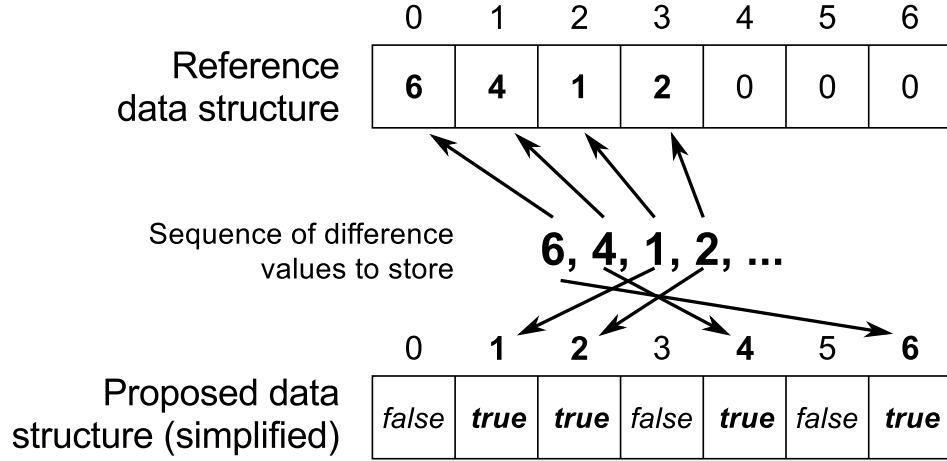 0 1 2 3 4 5 6
Reference
data structure
6 4 1 2 0 0 0
Sequence of difference
values to store
6, 4, 1, 2, ...
0 1 2 3 4 5 6
Proposed data
structure (simplified)
false true true false true false true